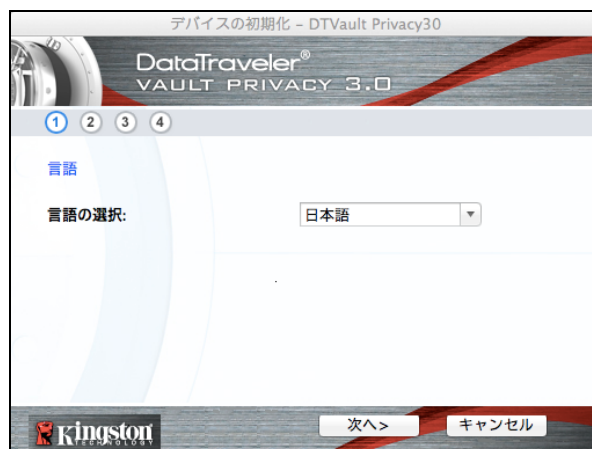 デバイスの初期化 – DTVault Privacy30
DataTraveler®
VAULT PRIVACY 3.0
1 2 3 4
言語
言語の選択: 日本語
Kingston
TECHNOLOGY
次へ> キャンセル